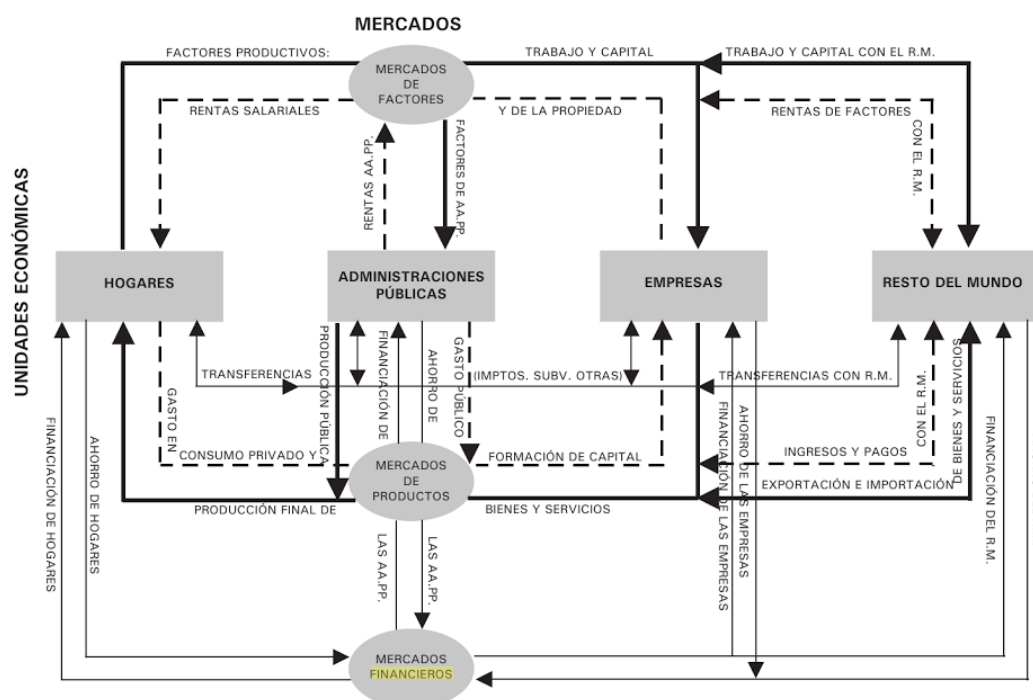 MERCADOS
FACTORES PRODUCTIVOS:
MERCADOS
DE
FACTORES
TRABAJO Y CAPITAL
TRABAJO Y CAPITAL CON EL R.M.
RENTAS SALARIALES
Y DE LA PROPIEDAD
RENTAS DE FACTORES
CON EL R.M.
RENTAS AA.PP.
FACTORES DE AA.PP.
UNIDADES ECONÓMICAS
HOGARES
ADMINISTRACIONES
PÚBLICAS
EMPRESAS
RESTO DEL MUNDO
TRANSFERENCIAS
(IMPTOS. SUBV. OTRAS)
TRANSFERENCIAS CON R.M.
FINANCIACIÓN DE HOGARES
AHORRO DE HOGARES
GASTO EN
CONSUMO PRIVADO Y
PRODUCCIÓN PÚBLICA
FINANCIACIÓN DE
AHORRO DE
GASTO PÚBLICO
MERCADOS
DE
PRODUCTOS
FORMACIÓN DE CAPITAL
INGRESOS Y PAGOS
CON EL R.M.
EXPORTACIÓN E IMPORTACIÓN
DE BIENES Y SERVICIOS
PRODUCCIÓN FINAL DE
BIENES Y SERVICIOS
FINANCIACIÓN DE LAS EMPRESAS
AHORRO DE LAS EMPRESAS
FINANCIACIÓN DEL R.M.
LAS AA.PP.
LAS AA.PP.
MERCADOS
FINANCIEROS